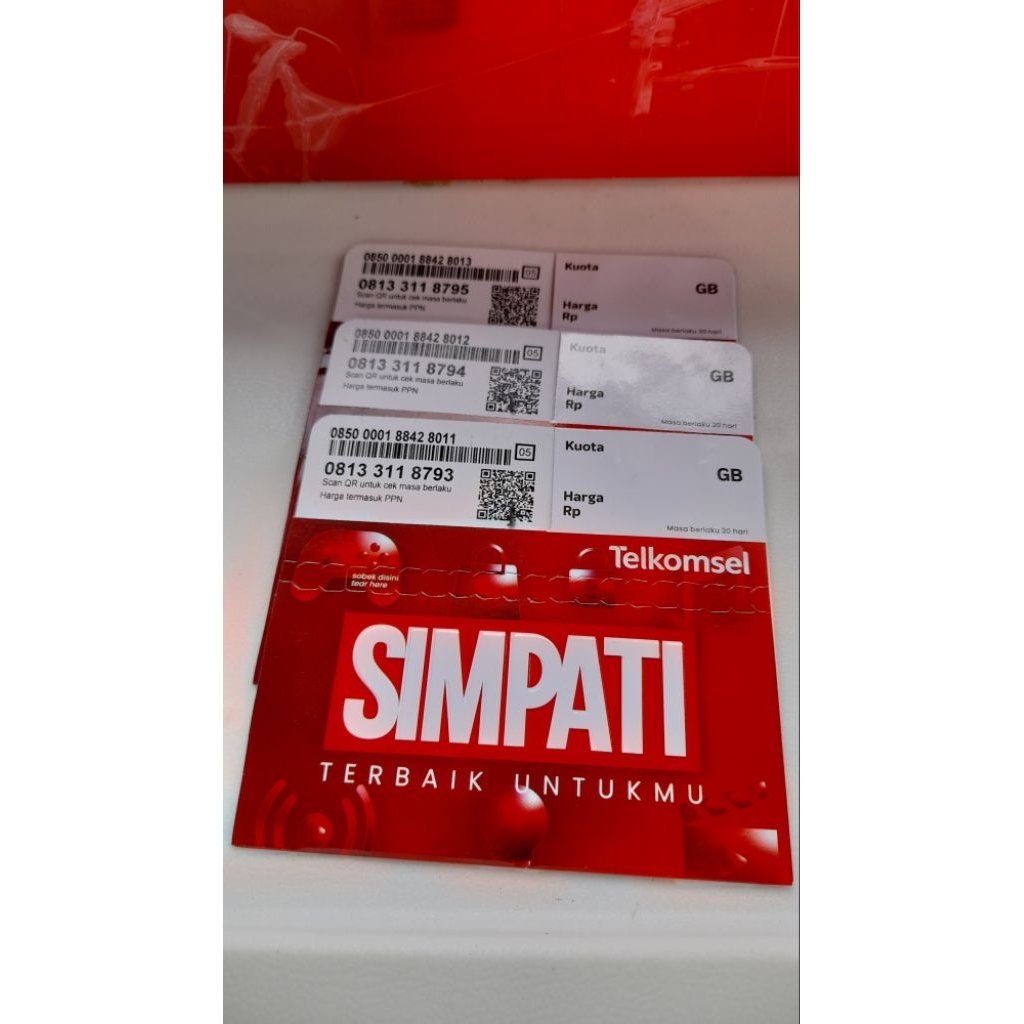 0850 0001 8842 8013
05
0813 311 8795
Scan QR untuk cek masa berlaku
Harga termasuk PPN
Kuota
GB
Harga
Rp
Masa berlaku 30 hari
0850 0001 8842 8012
05
0813 311 8794
Scan QR untuk cek masa berlaku
Harga termasuk PPN
Kuota
GB
Harga
Rp
Masa berlaku 30 hari
0850 0001 8842 8011
05
0813 311 8793
Scan QR untuk cek masa berlaku
Harga termasuk PPN
Kuota
GB
Harga
Rp
Masa berlaku 30 hari
Telkomsel
sobek disini
tear here
SIMPATI
TERBAIK UNTUKMU